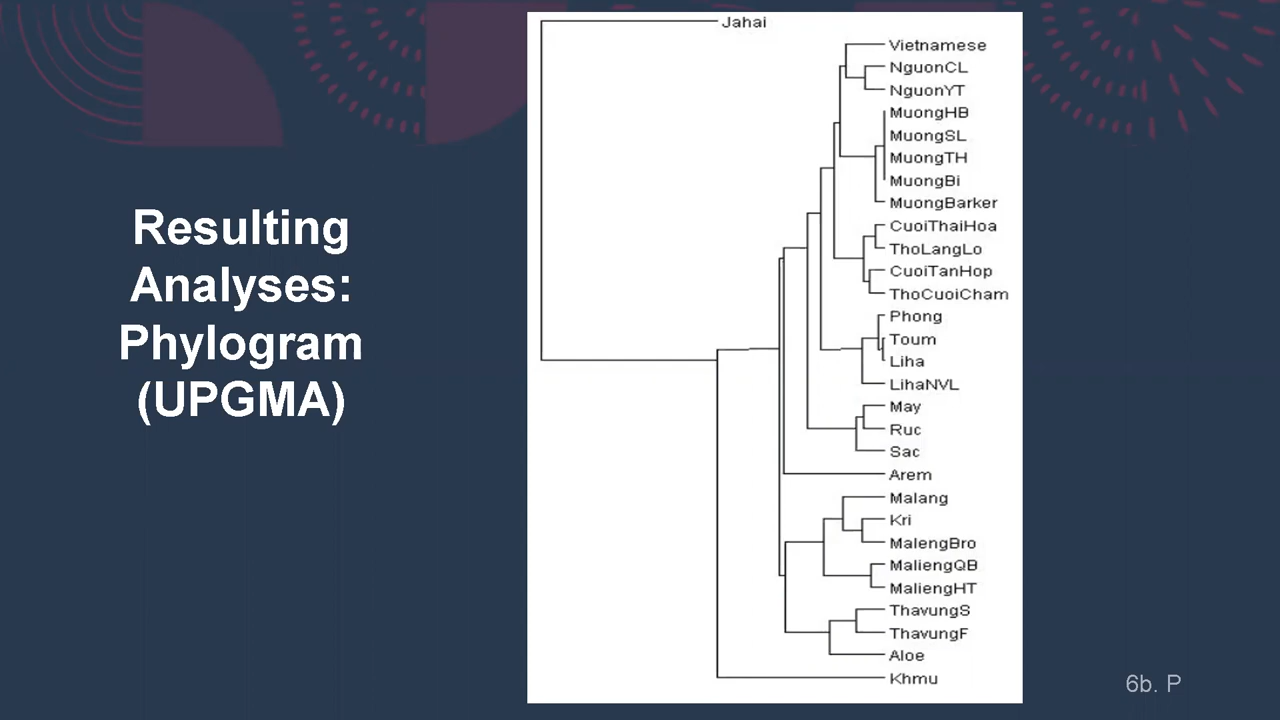 Resulting
Analyses:
Phylogram
(UPGMA)
Jahai
Vietnamese
NguonCL
NguonYT
MuongHB
MuongSL
MuongTH
MuongBi
MuongBarker
CuoiThaiHoa
ThoLangLo
CuoiTanHop
ThoCuoiCham
Phong
Toum
Liha
LihaNVL
May
Ruc
Sac
Arem
Malang
Kri
MalengBro
MaliengQB
MaliengHT
ThavungS
ThavungF
Aloe
Khmu
6b. P